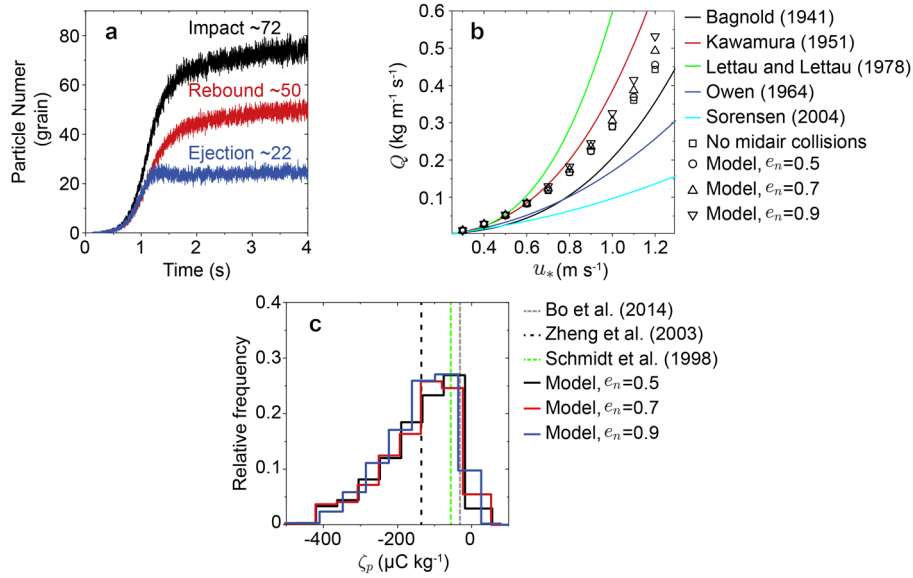 a
Impact ~72
Rebound ~50
Ejection ~22
Particle Numer
(grain)
80
60
40
20
0
0 1 2 3 4
Time (s)
b
Q (kg m-1 s-1)
0.6
0.5
0.4
0.3
0.2
0.1
0.4 0.6 0.8 1.0 1.2
u* (m s-1)
Bagnold (1941)
Kawamura (1951)
Lettau and Lettau (1978)
Owen (1964)
Sorensen (2004)
No midair collisions
Model, en=0.5
Model, en=0.7
Model, en=0.9
c
Relative frequency
0.4
0.3
0.2
0.1
0
-400 -200 0
ζp (μC kg-1)
Bo et al. (2014)
Zheng et al. (2003)
Schmidt et al. (1998)
Model, en=0.5
Model, en=0.7
Model, en=0.9